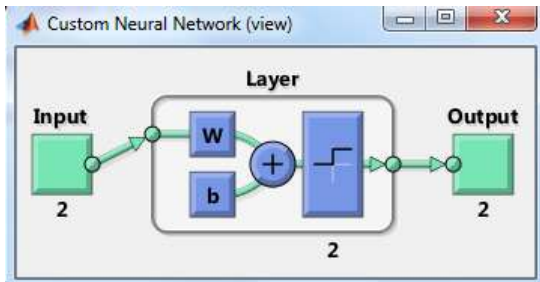 Custom Neural Network (view)
Layer
Input
Output
W
+
b
2
2
2